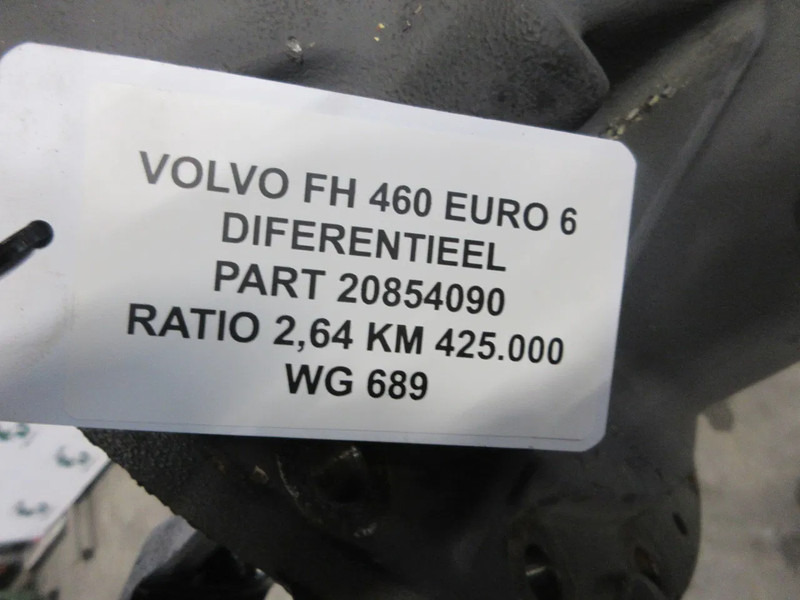 VOLVO FH 460 EURO 6
DIFERENTIEEL
PART 20854090
RATIO 2,64 KM 425.000
WG 689